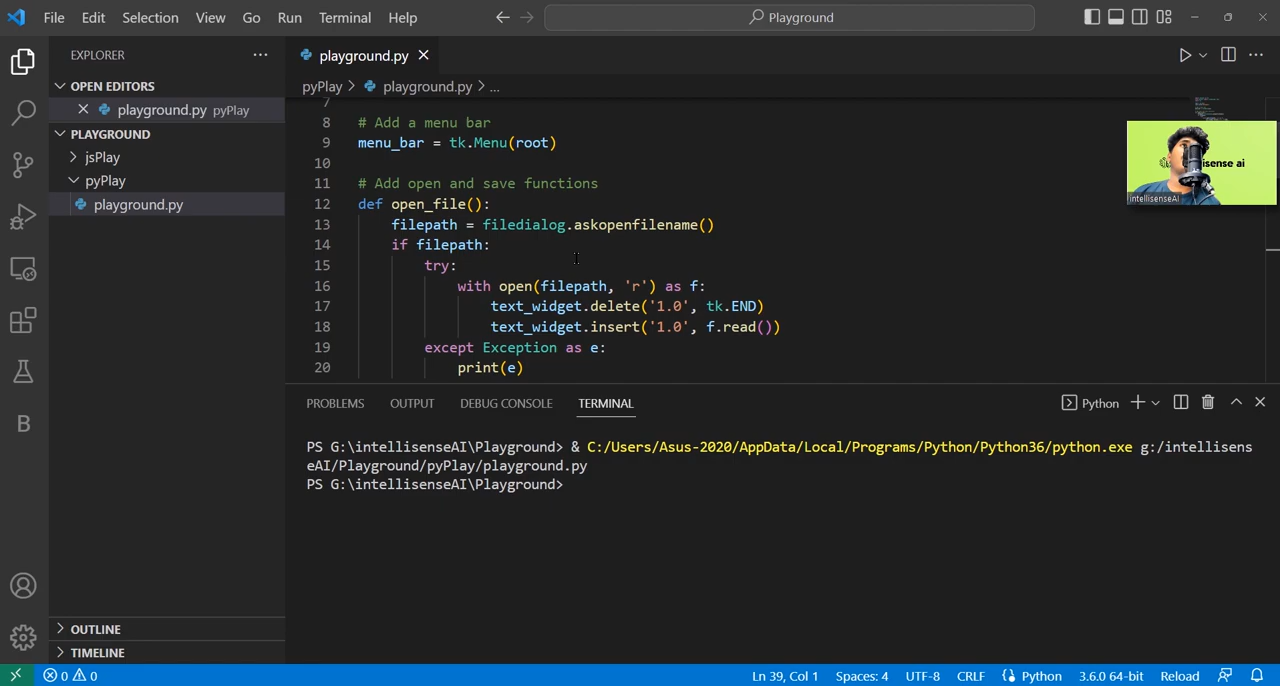 File Edit Selection View Go Run Terminal Help
Playground
EXPLORER
OPEN EDITORS
playground.py pyPlay
PLAYGROUND
jsPlay
pyPlay
playground.py
OUTLINE
TIMELINE
playground.py
pyPlay > playground.py > ...
7
8 # Add a menu bar
9 menu_bar = tk.Menu(root)
10
11 # Add open and save functions
12 def open_file():
13 filepath = filedialog.askopenfilename()
14 if filepath:
15 try:
16 with open(filepath, 'r') as f:
17 text_widget.delete('1.0', tk.END)
18 text_widget.insert('1.0', f.read())
19 except Exception as e:
20 print(e)
isense ai
intellisenseAI
PROBLEMS OUTPUT DEBUG CONSOLE TERMINAL
Python
PS G:\intellisenseAI\Playground> & C:/Users/Asus-2020/AppData/Local/Programs/Python/Python36/python.exe g:/intellisens
eAI/Playground/pyPlay/playground.py
PS G:\intellisenseAI\Playground>
B
0 0
Ln 39, Col 1 Spaces: 4 UTF-8 CRLF Python 3.6.0 64-bit Reload